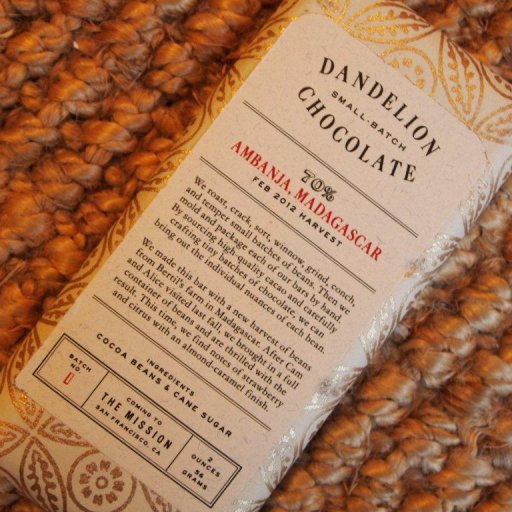 DANDELION
SMALL-BATCH
CHOCOLATE
70%
AMBANJA, MADAGASCAR
FEB 2012 HARVEST
We roast, crack, sort, winnow, grind, conch,
and temper small batches of beans. Then we
mold and package each of our bars by hand.
By sourcing high-quality cacao and carefully
crafting tiny batches of chocolate, we can
bring out the individual nuances of each bean.
We made this bar with a new harvest of beans
from Bertil's farm in Madagascar. After Cam
and Alice visited last fall, we brought in a full
container of beans and are thrilled with the
result. This time, we find notes of strawberry
and citrus with an almond-caramel finish.
INGREDIENTS
COCOA BEANS & CANE SUGAR
BATCH
NO.
COMING TO
THE MISSION
SAN FRANCISCO, CA
2
OUNCES
56
GRAMS